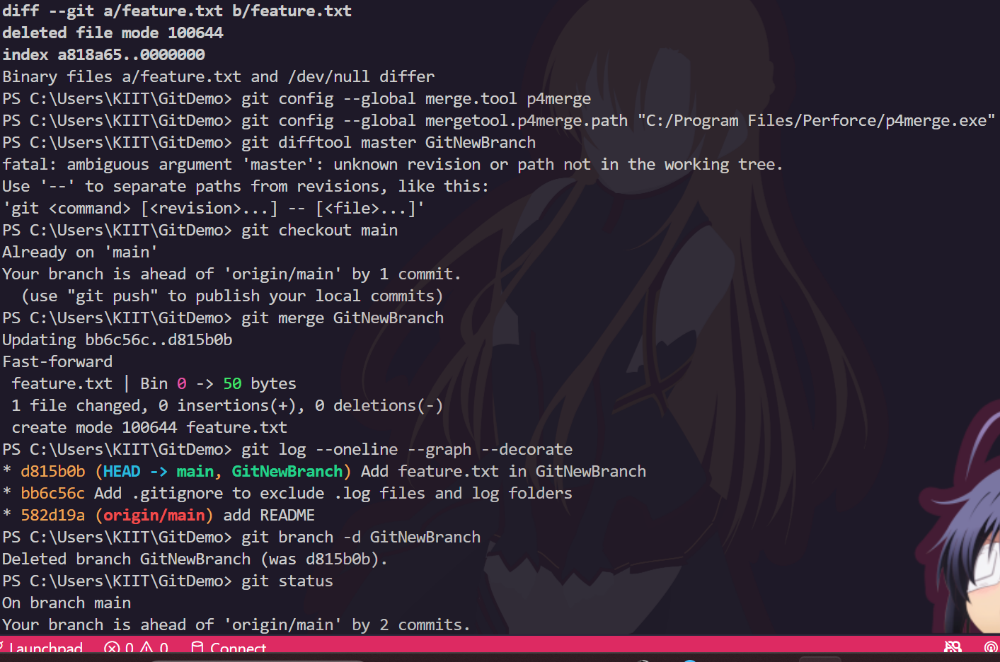 diff --git a/feature.txt b/feature.txt
deleted file mode 100644
index a818a65..0000000
Binary files a/feature.txt and /dev/null differ
PS C:\Users\KIIT\GitDemo> git config --global merge.tool p4merge
PS C:\Users\KIIT\GitDemo> git config --global mergetool.p4merge.path "C:/Program Files/Perforce/p4merge.exe"
PS C:\Users\KIIT\GitDemo> git difftool master GitNewBranch
fatal: ambiguous argument 'master': unknown revision or path not in the working tree.
Use '--' to separate paths from revisions, like this:
'git <command> [<revision>...] -- [<file>...]'
PS C:\Users\KIIT\GitDemo> git checkout main
Already on 'main'
Your branch is ahead of 'origin/main' by 1 commit.
  (use "git push" to publish your local commits)
PS C:\Users\KIIT\GitDemo> git merge GitNewBranch
Updating bb6c56c..d815b0b
Fast-forward
 feature.txt | Bin 0 -> 50 bytes
 1 file changed, 0 insertions(+), 0 deletions(-)
 create mode 100644 feature.txt
PS C:\Users\KIIT\GitDemo> git log --oneline --graph --decorate
* d815b0b (HEAD -> main, GitNewBranch) Add feature.txt in GitNewBranch
* bb6c56c Add .gitignore to exclude .log files and log folders
* 582d19a (origin/main) add README
PS C:\Users\KIIT\GitDemo> git branch -d GitNewBranch
Deleted branch GitNewBranch (was d815b0b).
PS C:\Users\KIIT\GitDemo> git status
On branch main
Your branch is ahead of 'origin/main' by 2 commits.
Launchpad 0 0 Connect